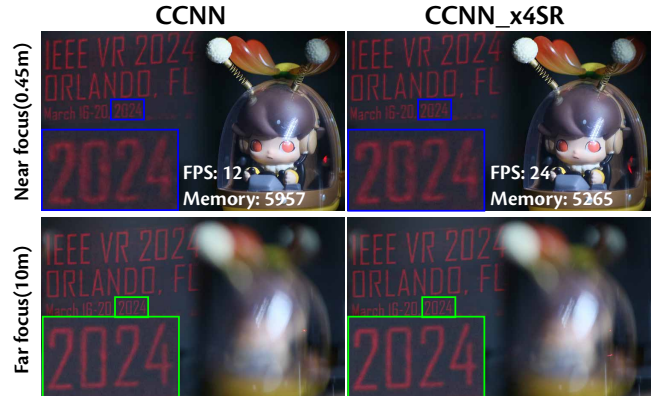 CCNN
CCNN_x4SR
Near focus(0.45m)
IEEE VR 2024
ORLANDO, FL
March 16-20, 2024
2024
FPS: 12
Memory: 5957
IEEE VR 2024
ORLANDO, FL
March 16-20, 2024
2024
FPS: 24
Memory: 5265
Far focus(10m)
IEEE VR 2024
ORLANDO, FL
March 16-20, 2024
2024
IEEE VR 2024
ORLANDO, FL
March 16-20, 2024
2024